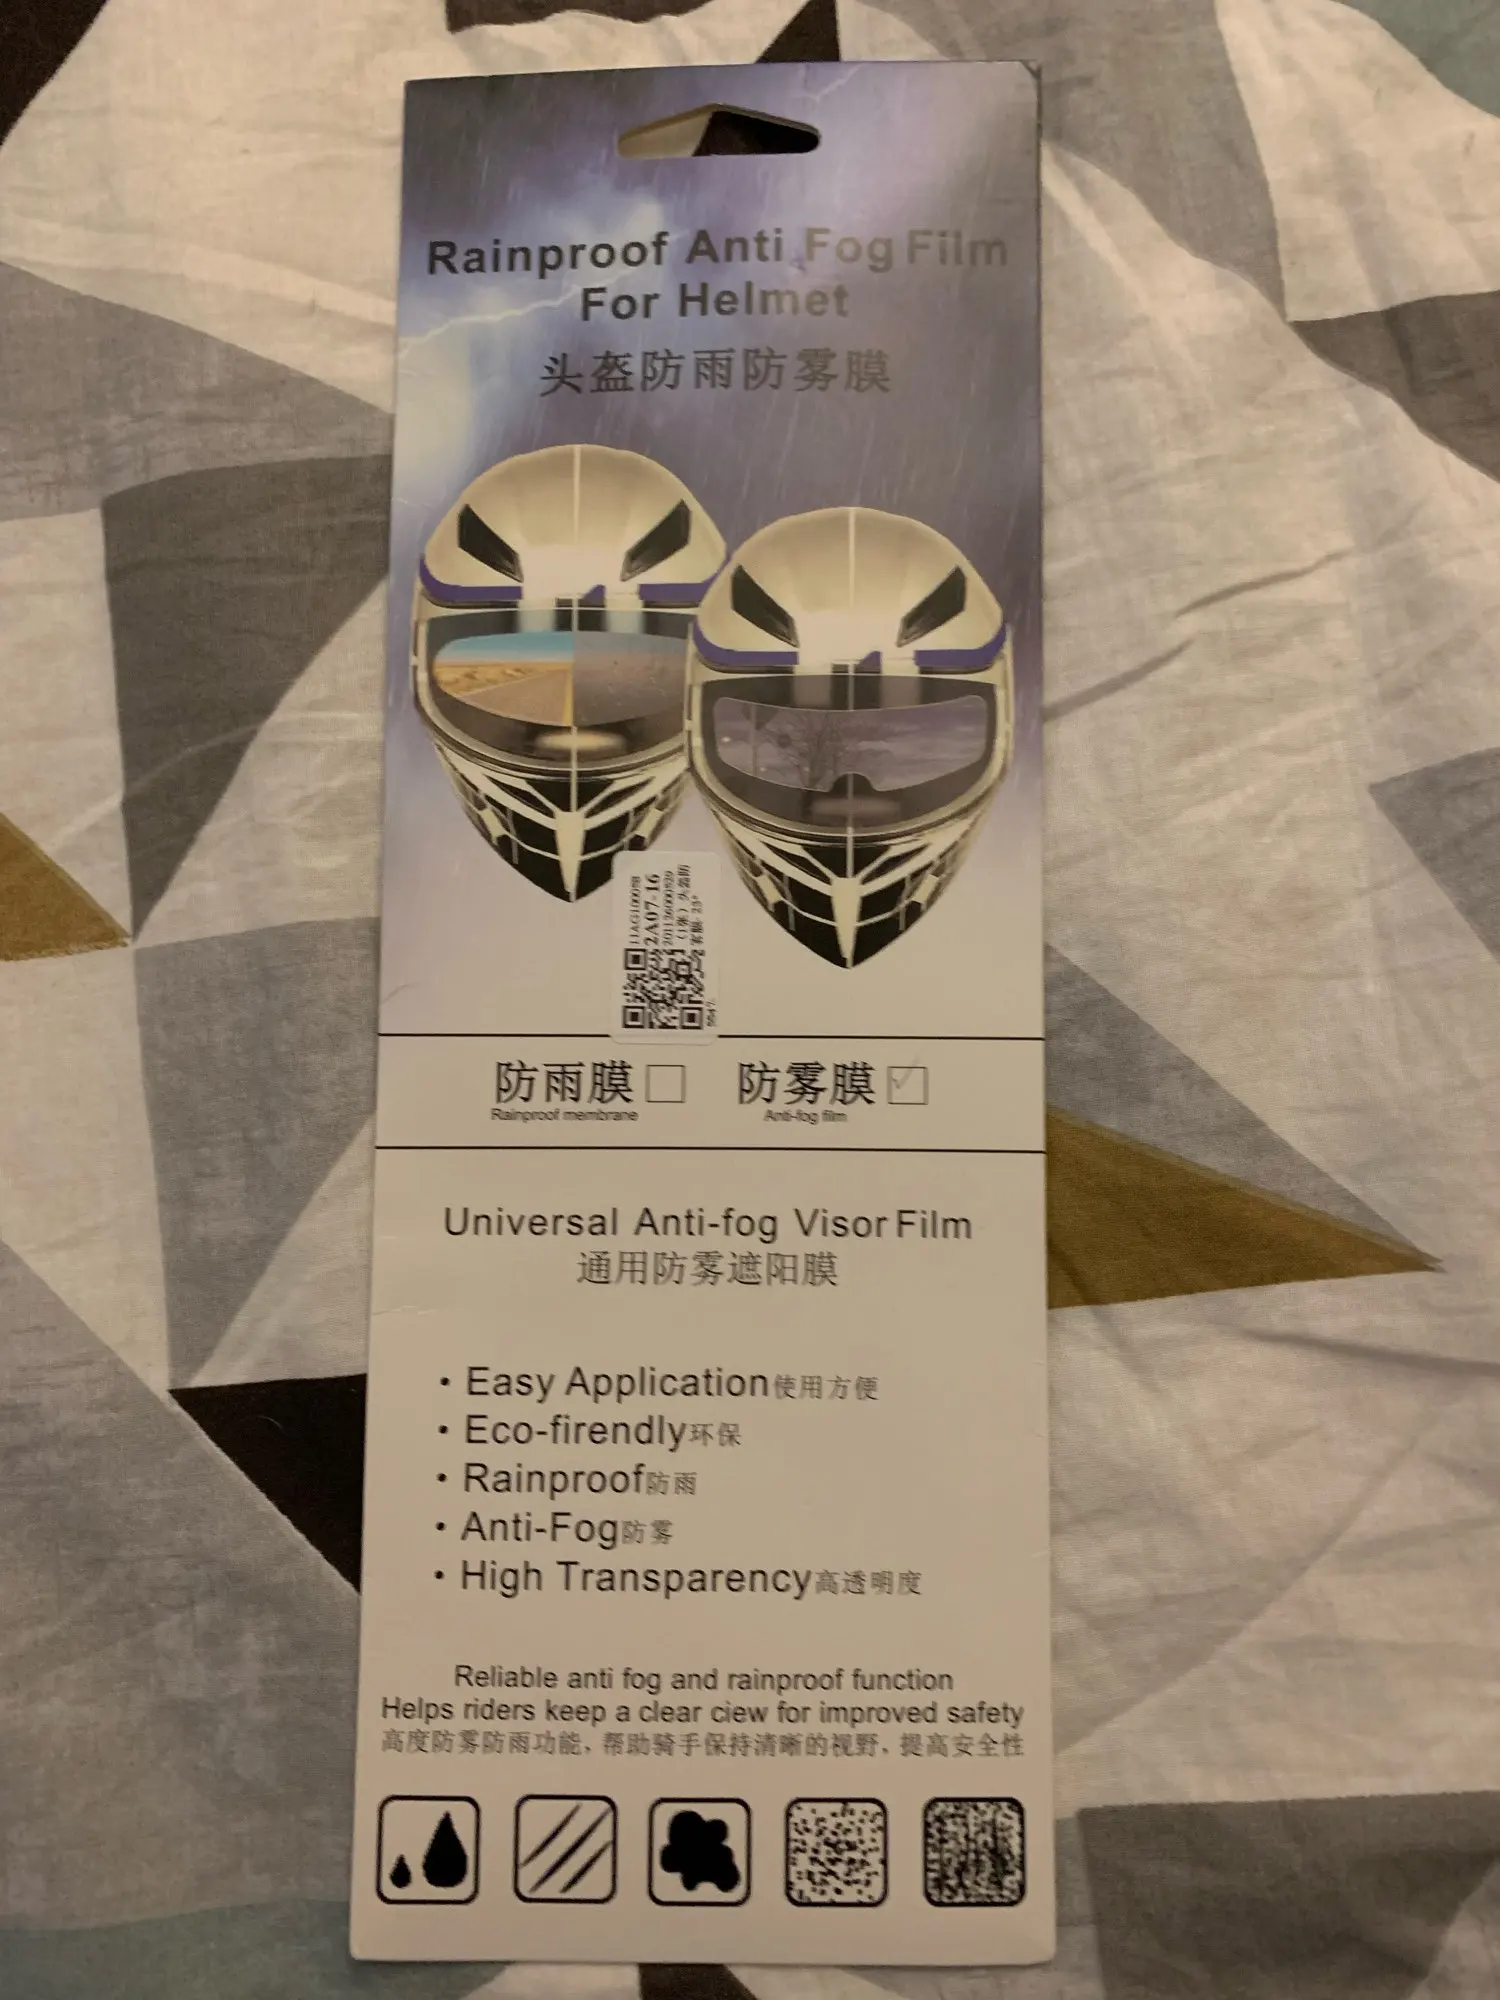 Rainproof Anti Fog Film
For Helmet
头盔防雨防雾膜
2A07-16
防雨膜
Rainproof membrane
防雾膜
Anti-fog film
Universal Anti-fog Visor Film
通用防雾遮阳膜
• Easy Application使用方便
• Eco-firendly环保
• Rainproof防雨
• Anti-Fog防雾
• High Transparency高透明度
Reliable anti fog and rainproof function
Helps riders keep a clear ciew for improved safety
高度防雾防雨功能，帮助骑手保持清晰的视野，提高安全性